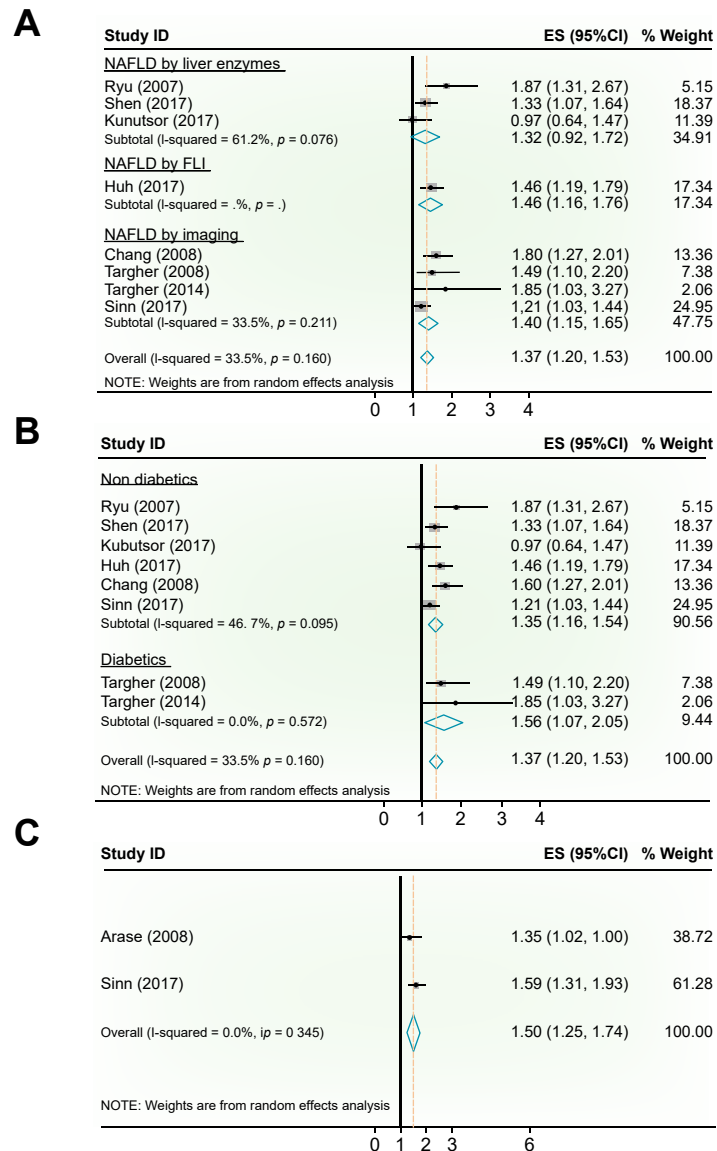 A
Study ID ES (95%CI) % Weight
NAFLD by liver enzymes
Ryu (2007) 1.87 (1.31, 2.67) 5.15
Shen (2017) 1.33 (1.07, 1.64) 18.37
Kunutsor (2017) 0.97 (0.64, 1.47) 11.39
Subtotal (I-squared = 61.2%, p = 0.076) 1.32 (0.92, 1.72) 34.91
NAFLD by FLI
Huh (2017) 1.46 (1.19, 1.79) 17.34
Subtotal (I-squared = .%, p = .) 1.46 (1.16, 1.76) 17.34
NAFLD by imaging
Chang (2008) 1.80 (1.27, 2.01) 13.36
Targher (2008) 1.49 (1.10, 2.20) 7.38
Targher (2014) 1.85 (1.03, 3.27) 2.06
Sinn (2017) 1,21 (1.03, 1.44) 24.95
Subtotal (I-squared = 33.5%, p = 0.211) 1.40 (1.15, 1.65) 47.75
Overall (I-squared = 33.5%, p = 0.160) 1.37 (1.20, 1.53) 100.00
NOTE: Weights are from random effects analysis
0 1 2 3 4
B
Study ID ES (95%CI) % Weight
Non diabetics
Ryu (2007) 1.87 (1.31, 2.67) 5.15
Shen (2017) 1.33 (1.07, 1.64) 18.37
Kubutsor (2017) 0.97 (0.64, 1.47) 11.39
Huh (2017) 1.46 (1.19, 1.79) 17.34
Chang (2008) 1.60 (1.27, 2.01) 13.36
Sinn (2017) 1.21 (1.03, 1.44) 24.95
Subtotal (I-squared = 46. 7%, p = 0.095) 1.35 (1.16, 1.54) 90.56
Diabetics
Targher (2008) 1.49 (1.10, 2.20) 7.38
Targher (2014) 1.85 (1.03, 3.27) 2.06
Subtotal (I-squared = 0.0%, p = 0.572) 1.56 (1.07, 2.05) 9.44
Overall (I-squared = 33.5% p = 0.160) 1.37 (1.20, 1.53) 100.00
NOTE: Weights are from random effects analysis
0 1 2 3 4
C
Study ID ES (95%CI) % Weight
Arase (2008) 1.35 (1.02, 1.00) 38.72
Sinn (2017) 1.59 (1.31, 1.93) 61.28
Overall (I-squared = 0.0%, ip = 0 345) 1.50 (1.25, 1.74) 100.00
NOTE: Weights are from random effects analysis
0 1 2 3 6